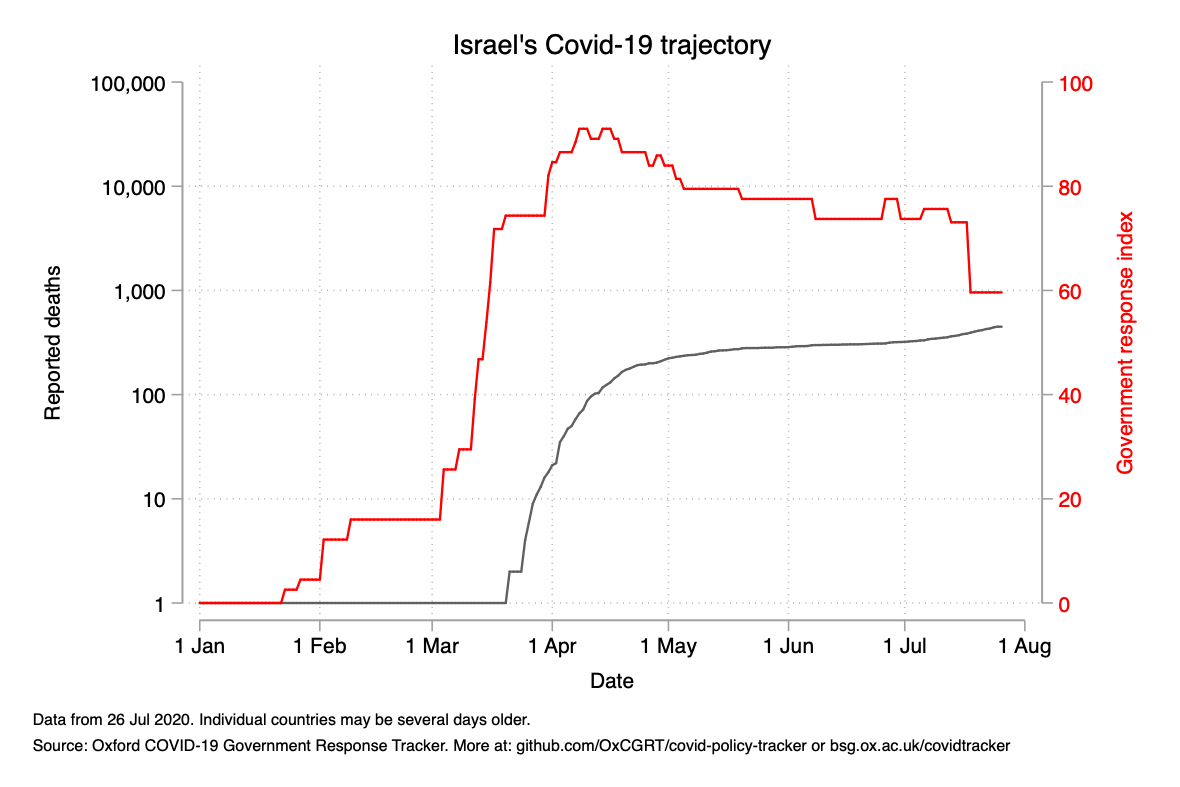 Israel's Covid-19 trajectory
100,000
10,000
1,000
100
10
1
Reported deaths
100
80
60
40
20
0
Government response index
1 Jan
1 Feb
1 Mar
1 Apr
1 May
1 Jun
1 Jul
1 Aug
Date
Data from 26 Jul 2020. Individual countries may be several days older.
Source: Oxford COVID-19 Government Response Tracker. More at: github.com/OxCGRT/covid-policy-tracker or bsg.ox.ac.uk/covidtracker